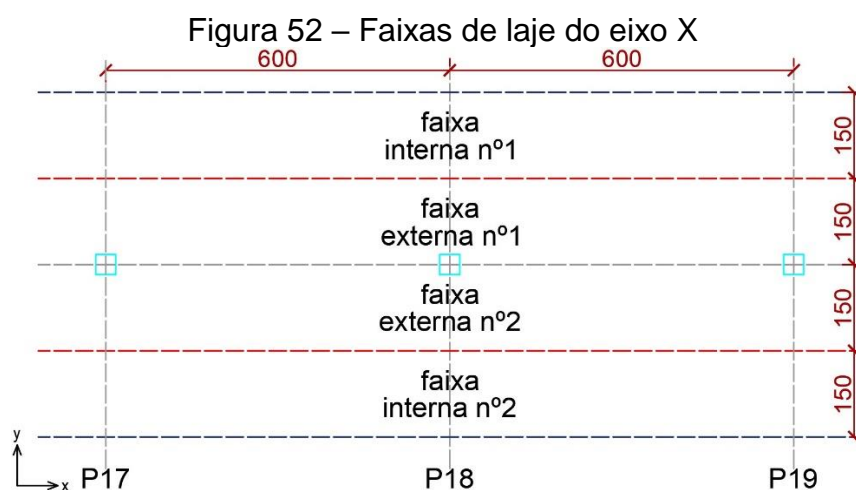 Figura 52 – Faixas de laje do eixo X
600 600
faixa
interna nº1
150
faixa
externa nº1
150
faixa
externa nº2
150
faixa
interna nº2
150
y
x
P17 P18 P19